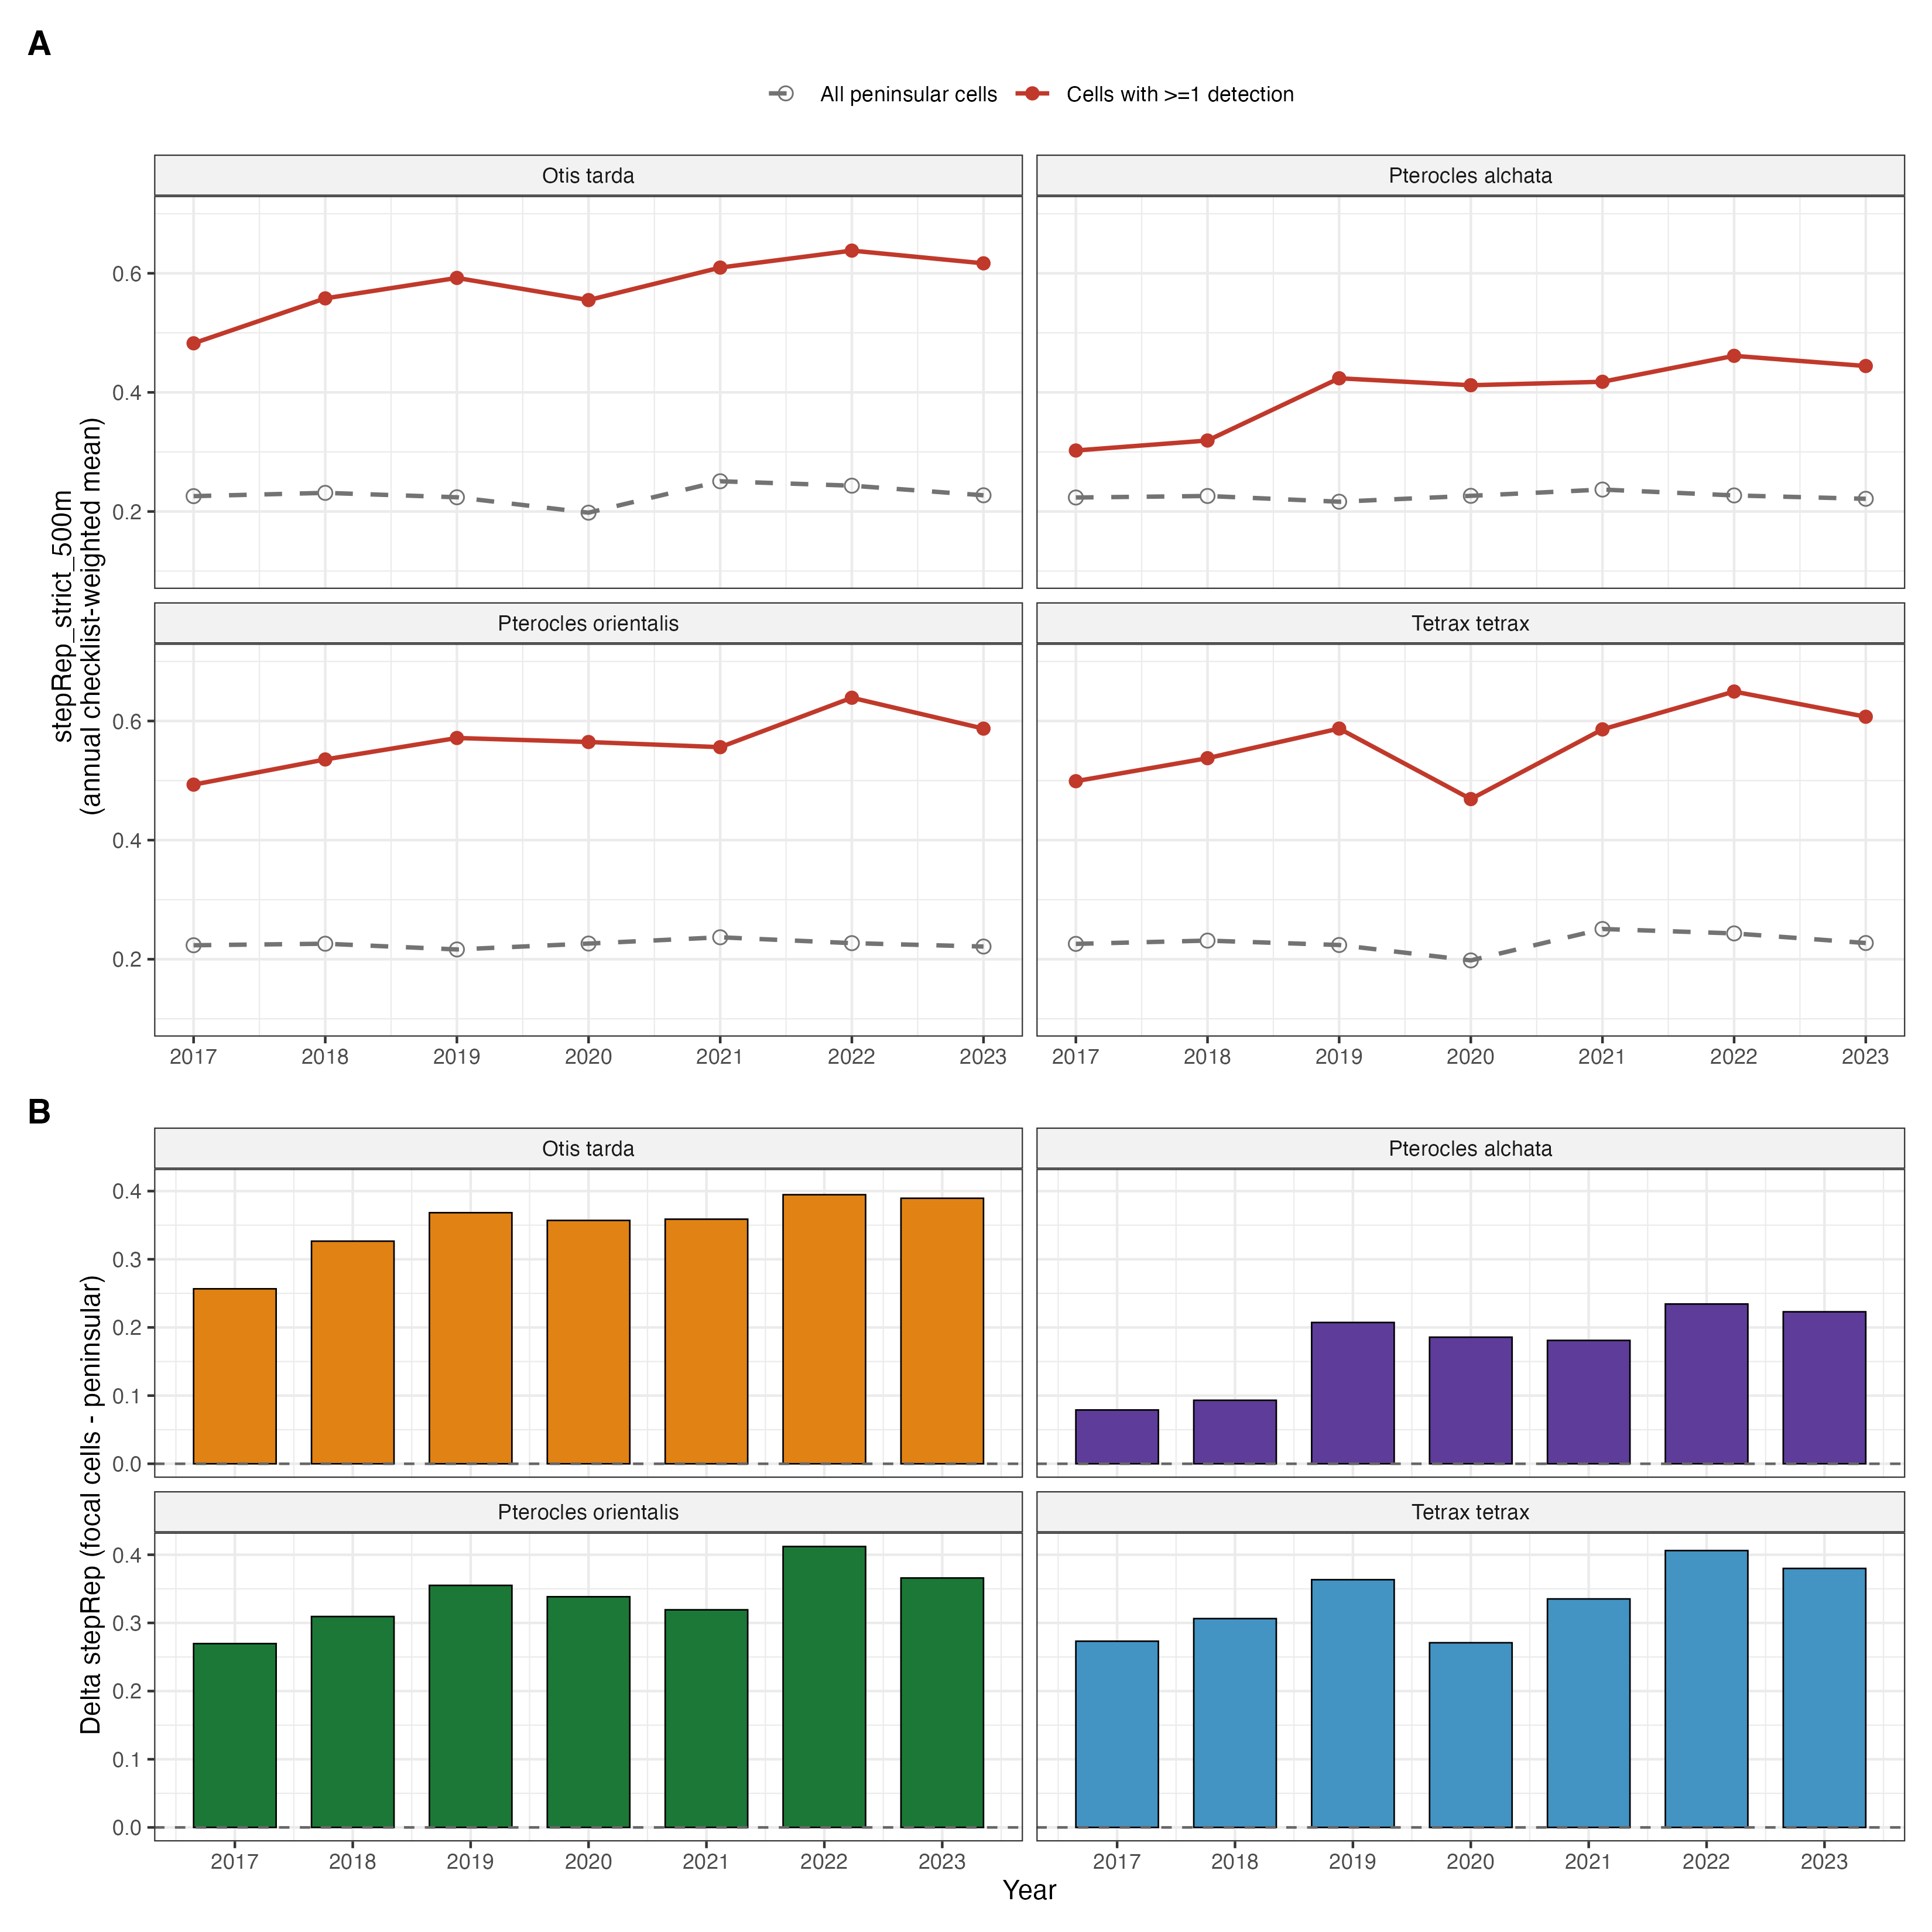 A
All peninsular cells Cells with >=1 detection
Otis tarda Pterocles alchata
0.6
0.4
0.2
Pterocles orientalis Tetrax tetrax
0.6
0.4
0.2
stepRep_strict_500m
(annual checklist-weighted mean)
2017 2018 2019 2020 2021 2022 2023 2017 2018 2019 2020 2021 2022 2023
B
Otis tarda Pterocles alchata
0.4
0.3
0.2
0.1
0.0
Pterocles orientalis Tetrax tetrax
0.4
0.3
0.2
0.1
0.0
Delta stepRep (focal cells - peninsular)
2017 2018 2019 2020 2021 2022 2023 2017 2018 2019 2020 2021 2022 2023
Year